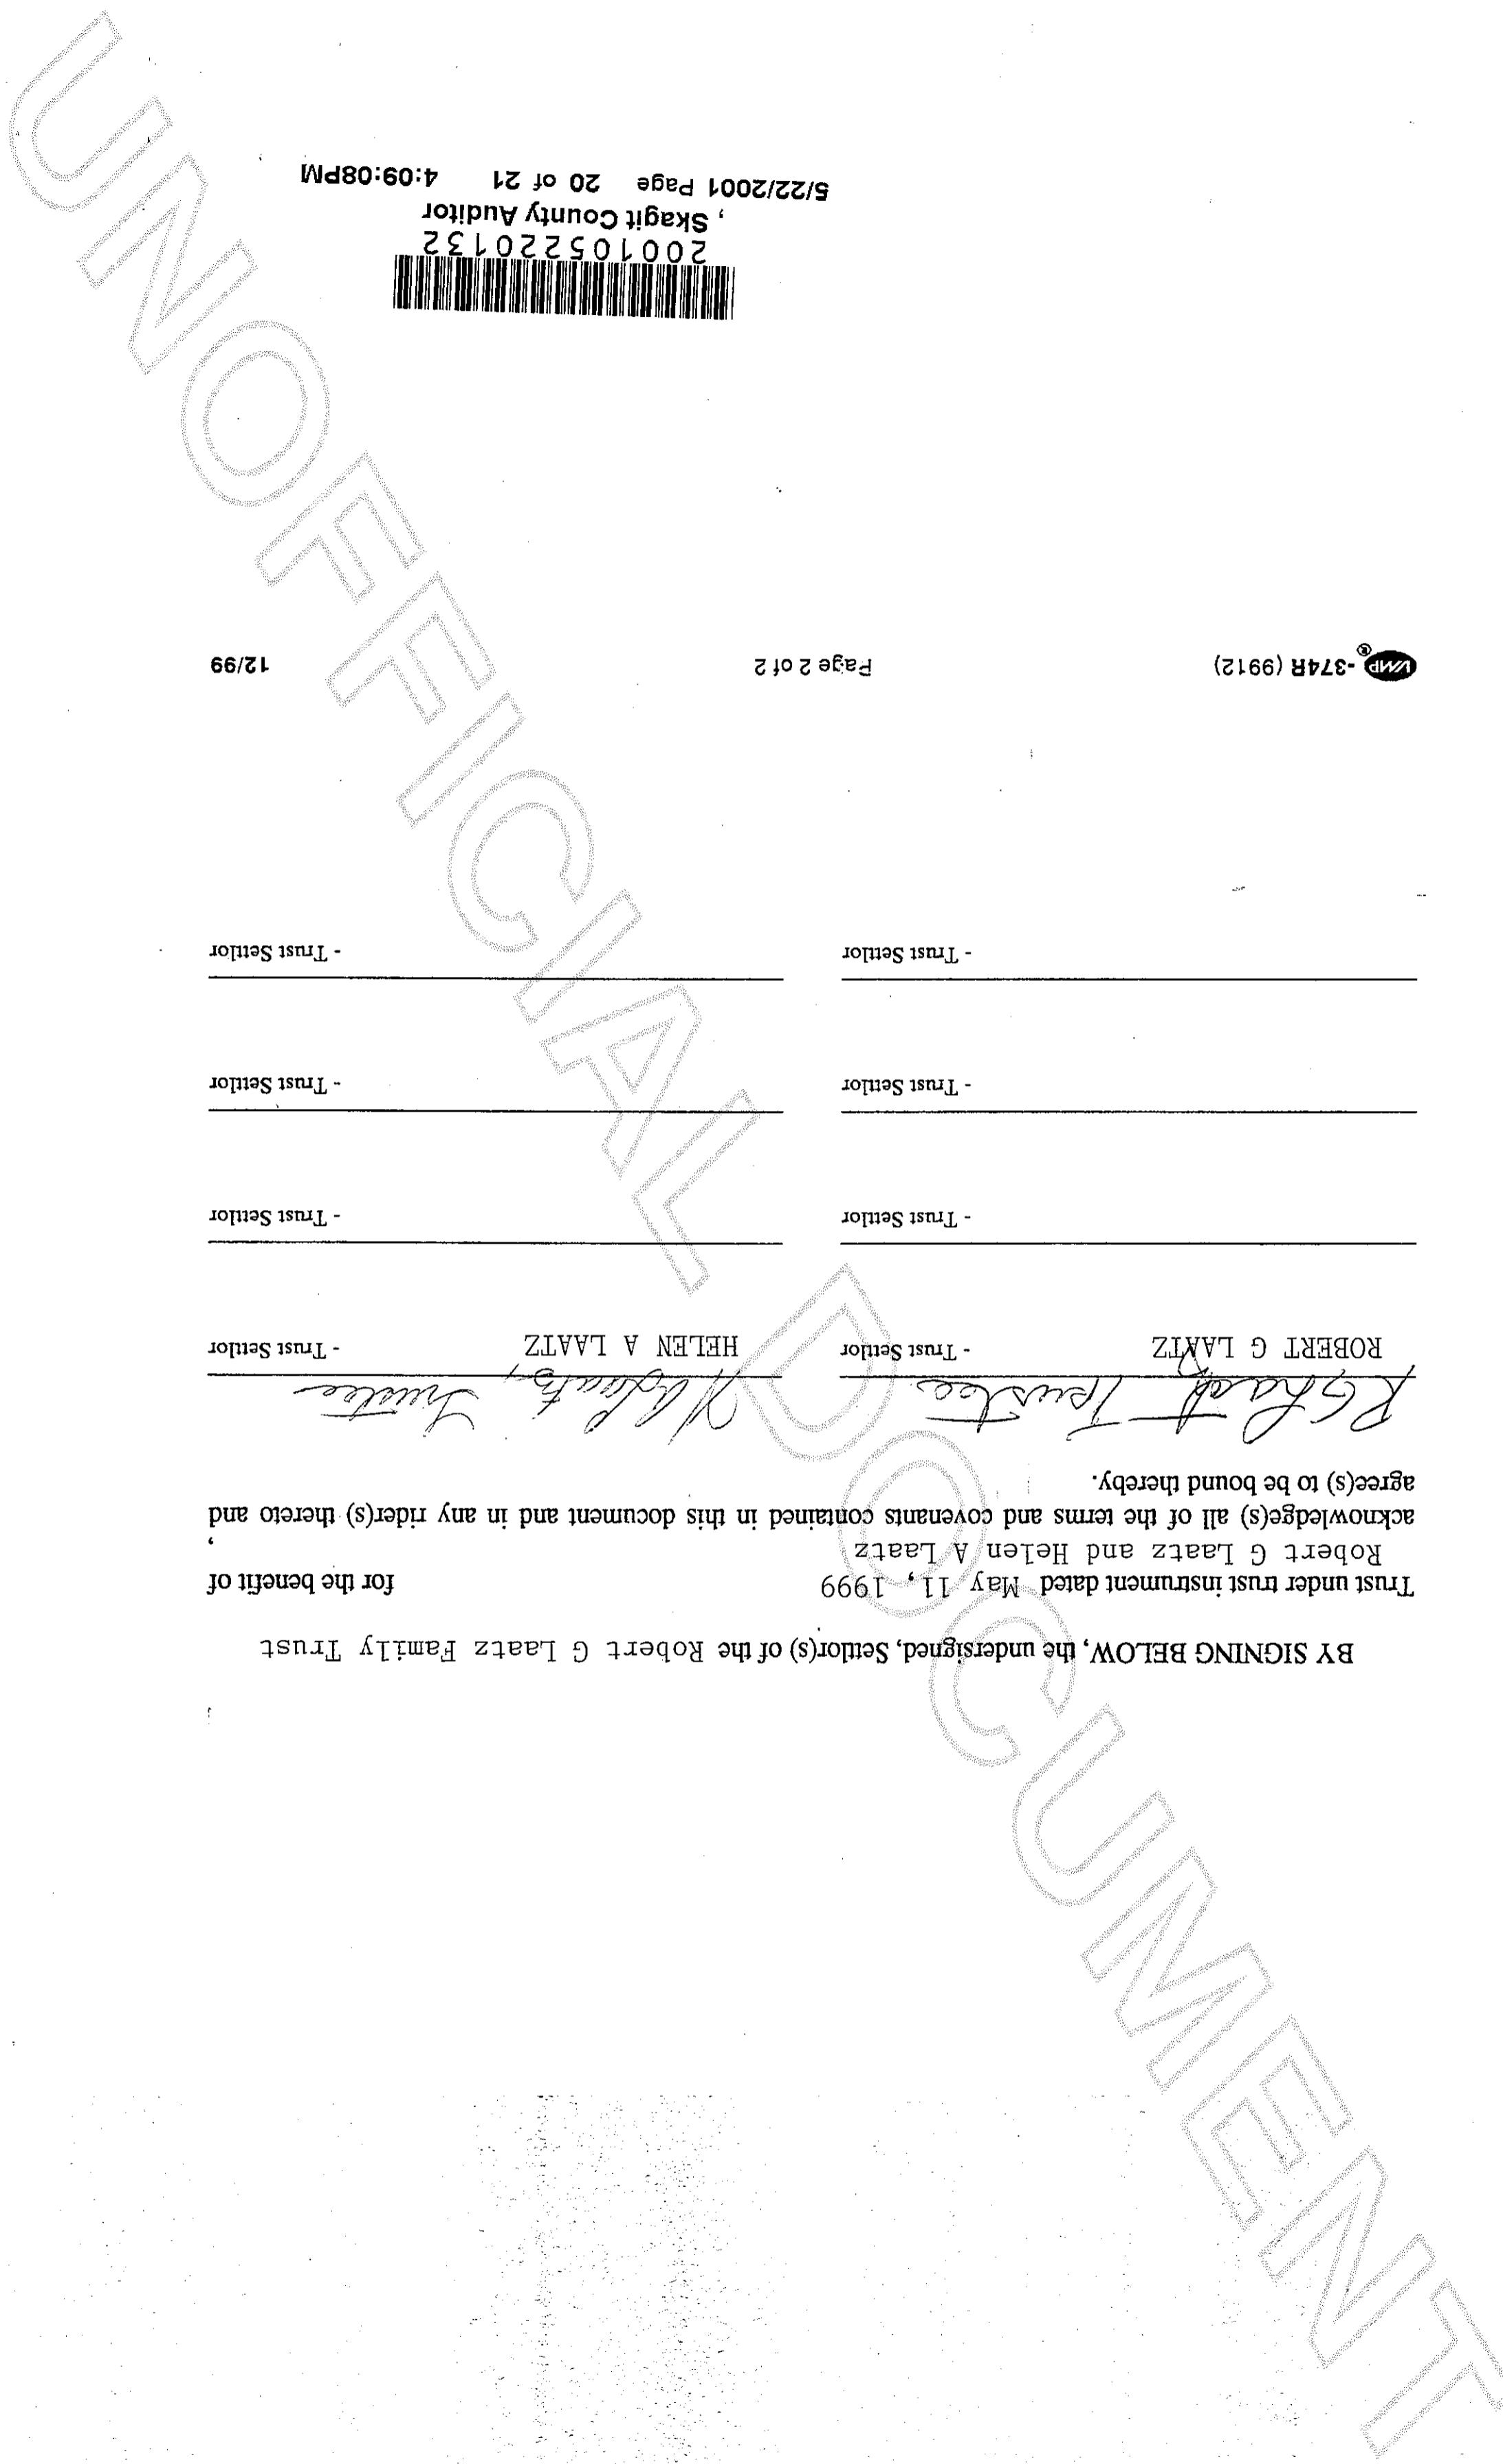 BY SIGNING BELOW, the undersigned, Settlor(s) of the Robert G Laatz Family Trust
Trust under trust instrument dated May 11, 1999 for the benefit of
Robert G Laatz and Helen A Laatz ,
acknowledge(s) all of the terms and covenants contained in this document and in any rider(s) thereto and
agree(s) to be bound thereby.
RG Laatz Trustee HA Laatz, Trustee
ROBERT G LAATZ - Trust Settlor HELEN A LAATZ - Trust Settlor
- Trust Settlor - Trust Settlor
- Trust Settlor - Trust Settlor
- Trust Settlor - Trust Settlor
VMP® -374R (9912) Page 2 of 2 12/99
200105220132
, Skagit County Auditor
5/22/2001 Page 20 of 21 4:09:08PM
UNOFFICIAL DOCUMENT